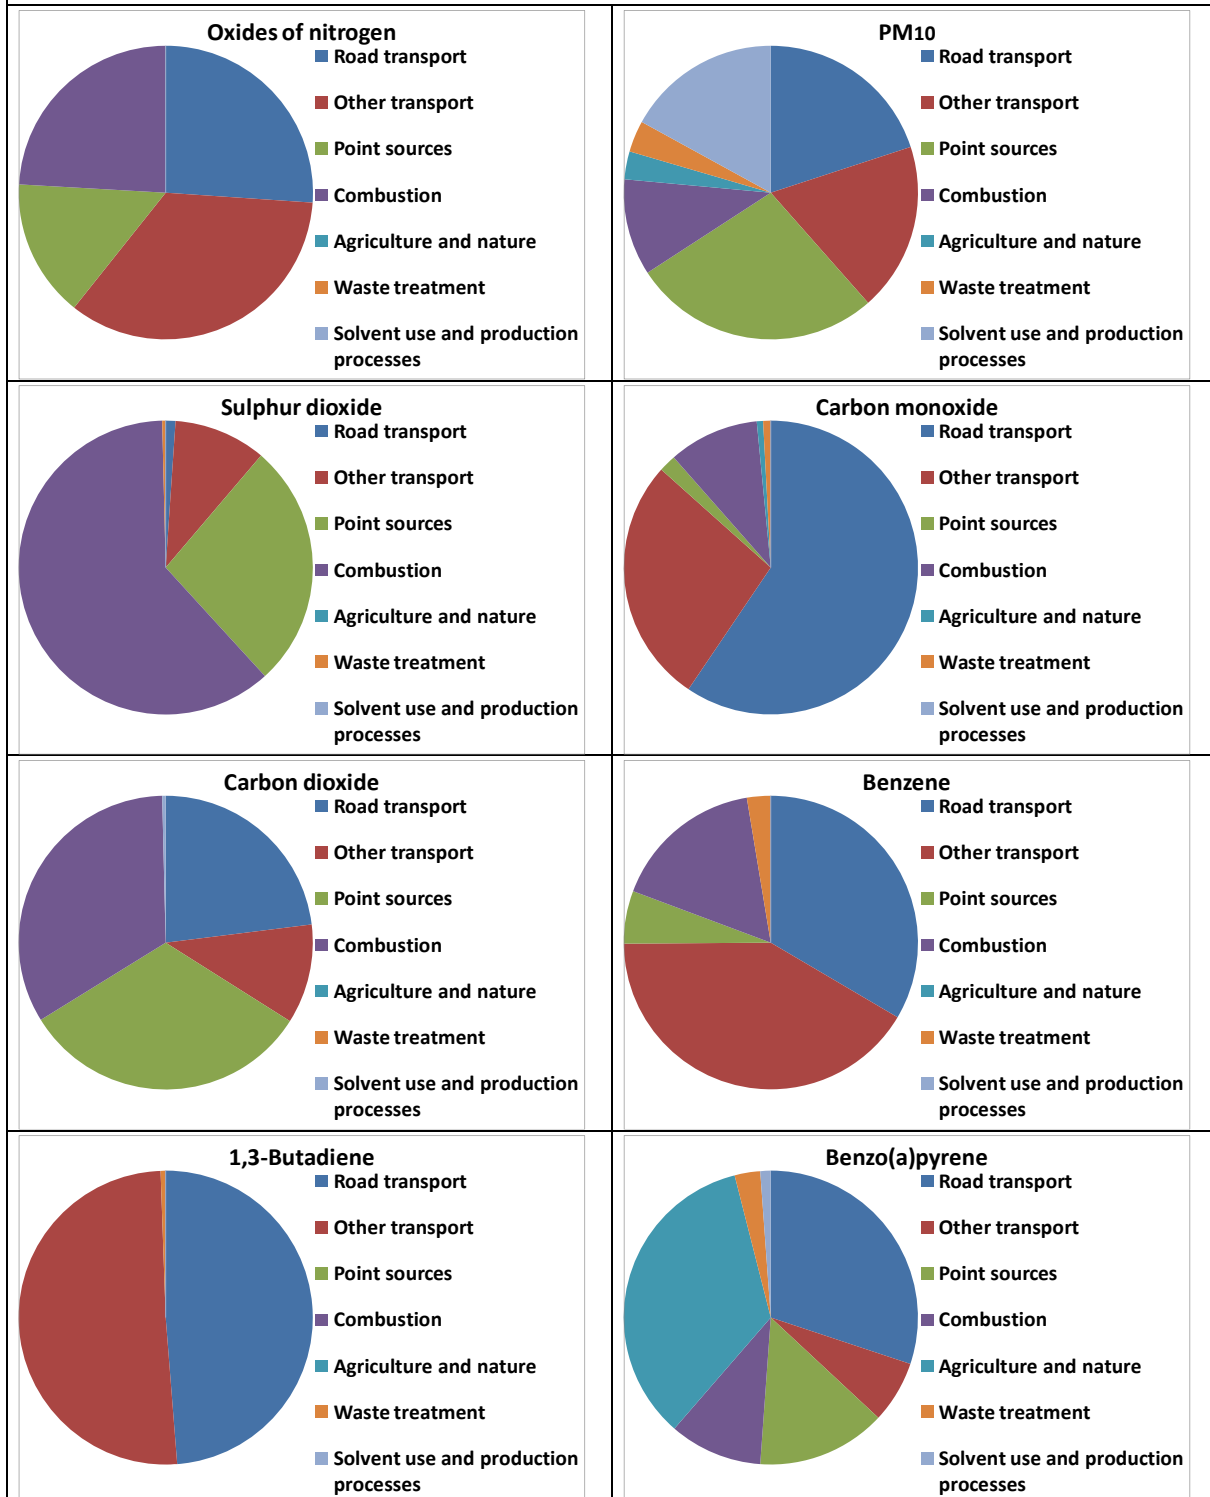 Oxides of nitrogen
Road transport
Other transport
Point sources
Combustion
Agriculture and nature
Waste treatment
Solvent use and production
processes
PM10
Road transport
Other transport
Point sources
Combustion
Agriculture and nature
Waste treatment
Solvent use and production
processes
Sulphur dioxide
Road transport
Other transport
Point sources
Combustion
Agriculture and nature
Waste treatment
Solvent use and production
processes
Carbon monoxide
Road transport
Other transport
Point sources
Combustion
Agriculture and nature
Waste treatment
Solvent use and production
processes
Carbon dioxide
Road transport
Other transport
Point sources
Combustion
Agriculture and nature
Waste treatment
Solvent use and production
processes
Benzene
Road transport
Other transport
Point sources
Combustion
Agriculture and nature
Waste treatment
Solvent use and production
processes
1,3-Butadiene
Road transport
Other transport
Point sources
Combustion
Agriculture and nature
Waste treatment
Solvent use and production
processes
Benzo(a)pyrene
Road transport
Other transport
Point sources
Combustion
Agriculture and nature
Waste treatment
Solvent use and production
processes